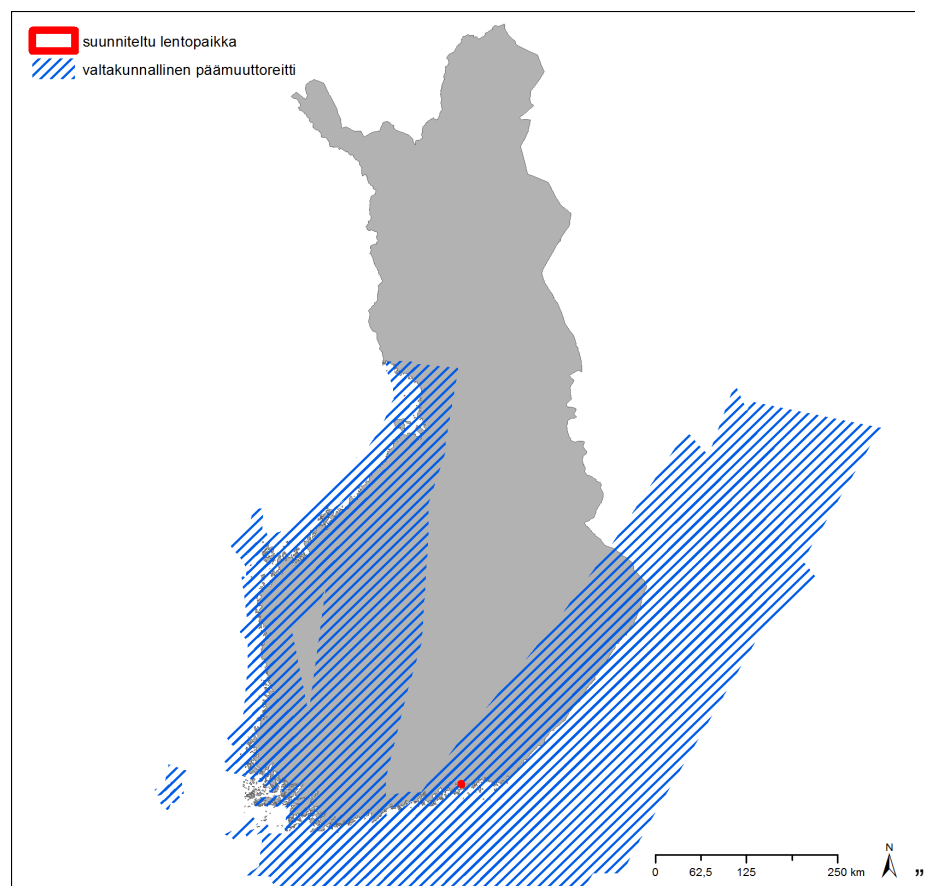 suunniteltu lentopaikka
valtakunnallinen päämuuttoreitti
N
0 62,5 125 250 km
„